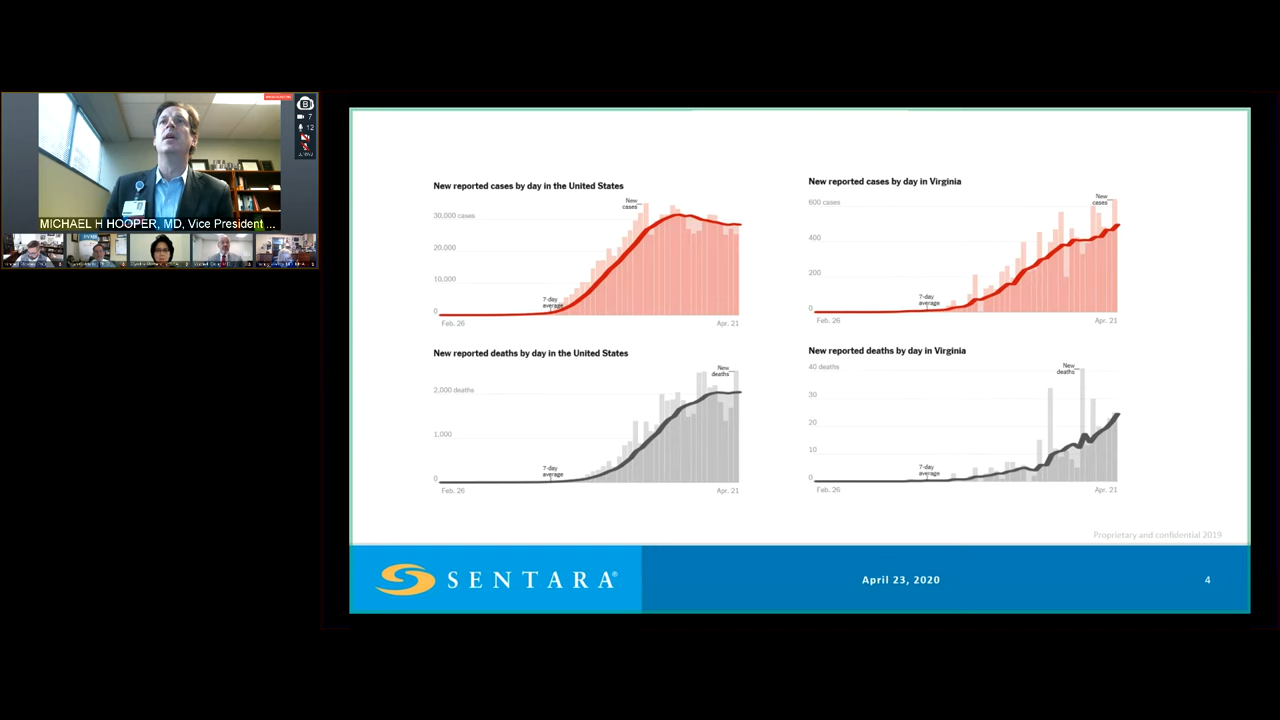 B
7
12
MICHAEL H HOOPER, MD, Vice President ...
New reported cases by day in the United States
New
cases
30,000 cases
20,000
10,000
7-day
average
0
Feb. 26
Apr. 21
New reported cases by day in Virginia
600 cases
New
cases
400
200
7-day
average
0
Feb. 26
Apr. 21
New reported deaths by day in the United States
New
deaths
2,000 deaths
1,000
7-day
average
0
Feb. 26
Apr. 21
New reported deaths by day in Virginia
40 deaths
New
deaths
30
20
10
7-day
average
0
Feb. 26
Apr. 21
Proprietary and confidential 2019
SENTARA®
April 23, 2020
4